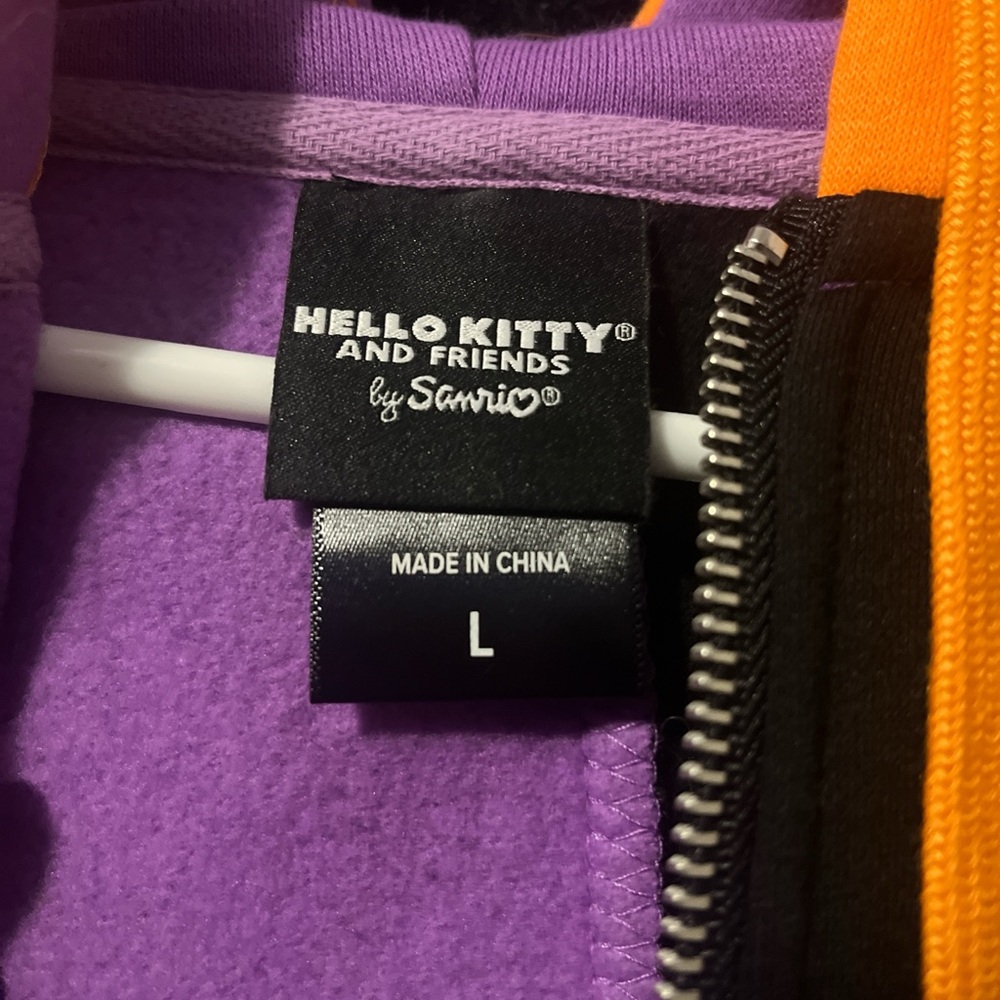 HELLO KITTY®
AND FRIENDS
by Sanrio®
MADE IN CHINA
L